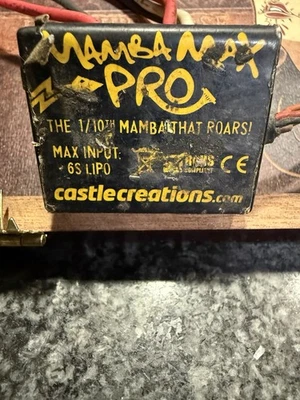 MAMBA MAX
PRO
THE 1/10TH MAMBA THAT ROARS!
MAX INPUT:
6S LIPO
ROHS
COMPLIANT
CE
castlecreations.com